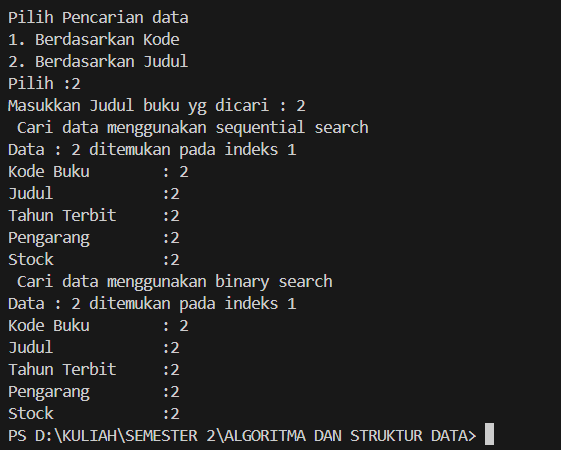 Pilih Pencarian data
1. Berdasarkan Kode
2. Berdasarkan Judul
Pilih :2
Masukkan Judul buku yg dicari : 2
 Cari data menggunakan sequential search
Data : 2 ditemukan pada indeks 1
Kode Buku        : 2
Judul            :2
Tahun Terbit     :2
Pengarang        :2
Stock            :2
 Cari data menggunakan binary search
Data : 2 ditemukan pada indeks 1
Kode Buku        : 2
Judul            :2
Tahun Terbit     :2
Pengarang        :2
Stock            :2
PS D:\KULIAH\SEMESTER 2\ALGORITMA DAN STRUKTUR DATA>